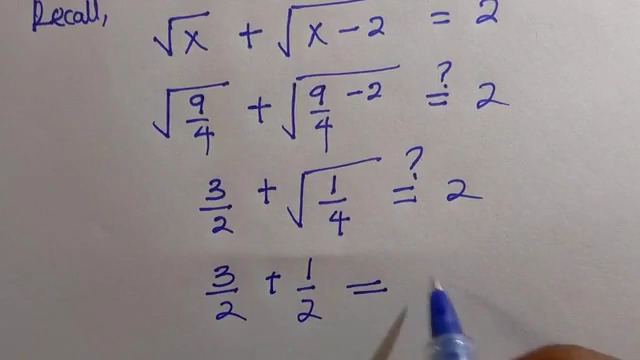 Recall, √x + √(x-2) = 2
√(9/4) + √(9/4 -2) ?= 2
3/2 + √(1/4) ?= 2
3/2 + 1/2 =